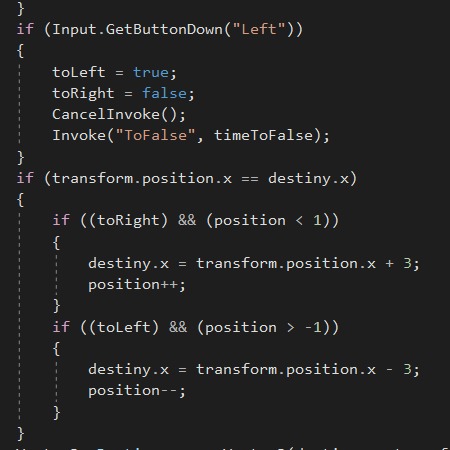 }
if (Input.GetButtonDown("Left"))
{
toLeft = true;
toRight = false;
CancelInvoke();
Invoke("ToFalse", timeToFalse);
}
if (transform.position.x == destiny.x)
{
if ((toRight) && (position < 1))
{
destiny.x = transform.position.x + 3;
position++;
}
if ((toLeft) && (position > -1))
{
destiny.x = transform.position.x - 3;
position--;
}
}